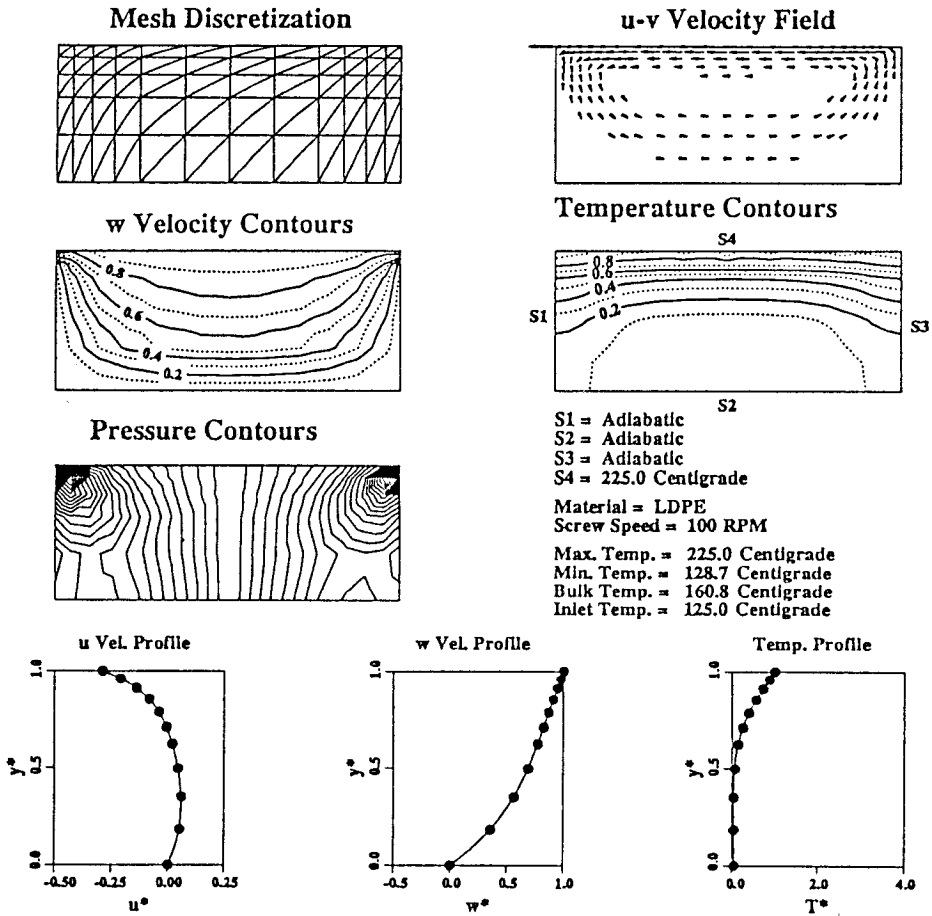 Mesh Discretization
u-v Velocity Field
w Velocity Contours
0.8
0.6
0.4
0.2
Temperature Contours
S4
0.8
0.6
0.4
0.2
S1
S3
S2
Pressure Contours
S1 = Adiabatic
S2 = Adiabatic
S3 = Adiabatic
S4 = 225.0 Centigrade
Material = LDPE
Screw Speed = 100 RPM
Max. Temp. = 225.0 Centigrade
Min. Temp. = 128.7 Centigrade
Bulk Temp. = 160.8 Centigrade
Inlet Temp. = 125.0 Centigrade
u Vel. Profile
1.0
y*
0.5
0.0
-0.50 0.00 0.25
u*
w Vel. Profile
1.0
y*
0.5
0.0
-0.5 0.0 0.5 1.0
w*
Temp. Profile
1.0
y*
0.5
0.0
0.0 4.0
T*